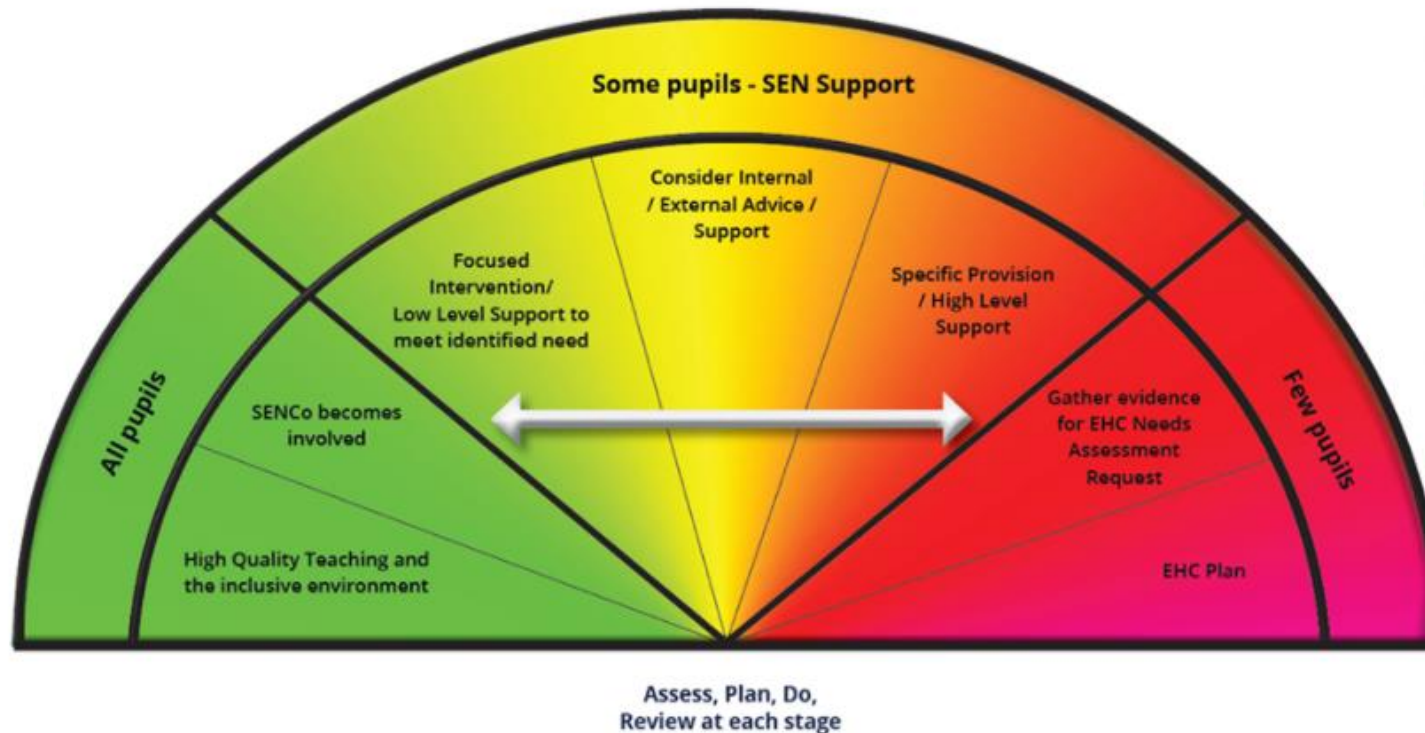 Some pupils - SEN Support
Consider Internal
/ External Advice /
Support
Focused
Intervention/
Low Level Support to
meet identified need
Specific Provision
/ High Level
Support
All pupils
SENCo becomes
involved
Gather evidence
for EHC Needs
Assessment
Request
Few pupils
High Quality Teaching and
the inclusive environment
EHC Plan
Assess, Plan, Do,
Review at each stage